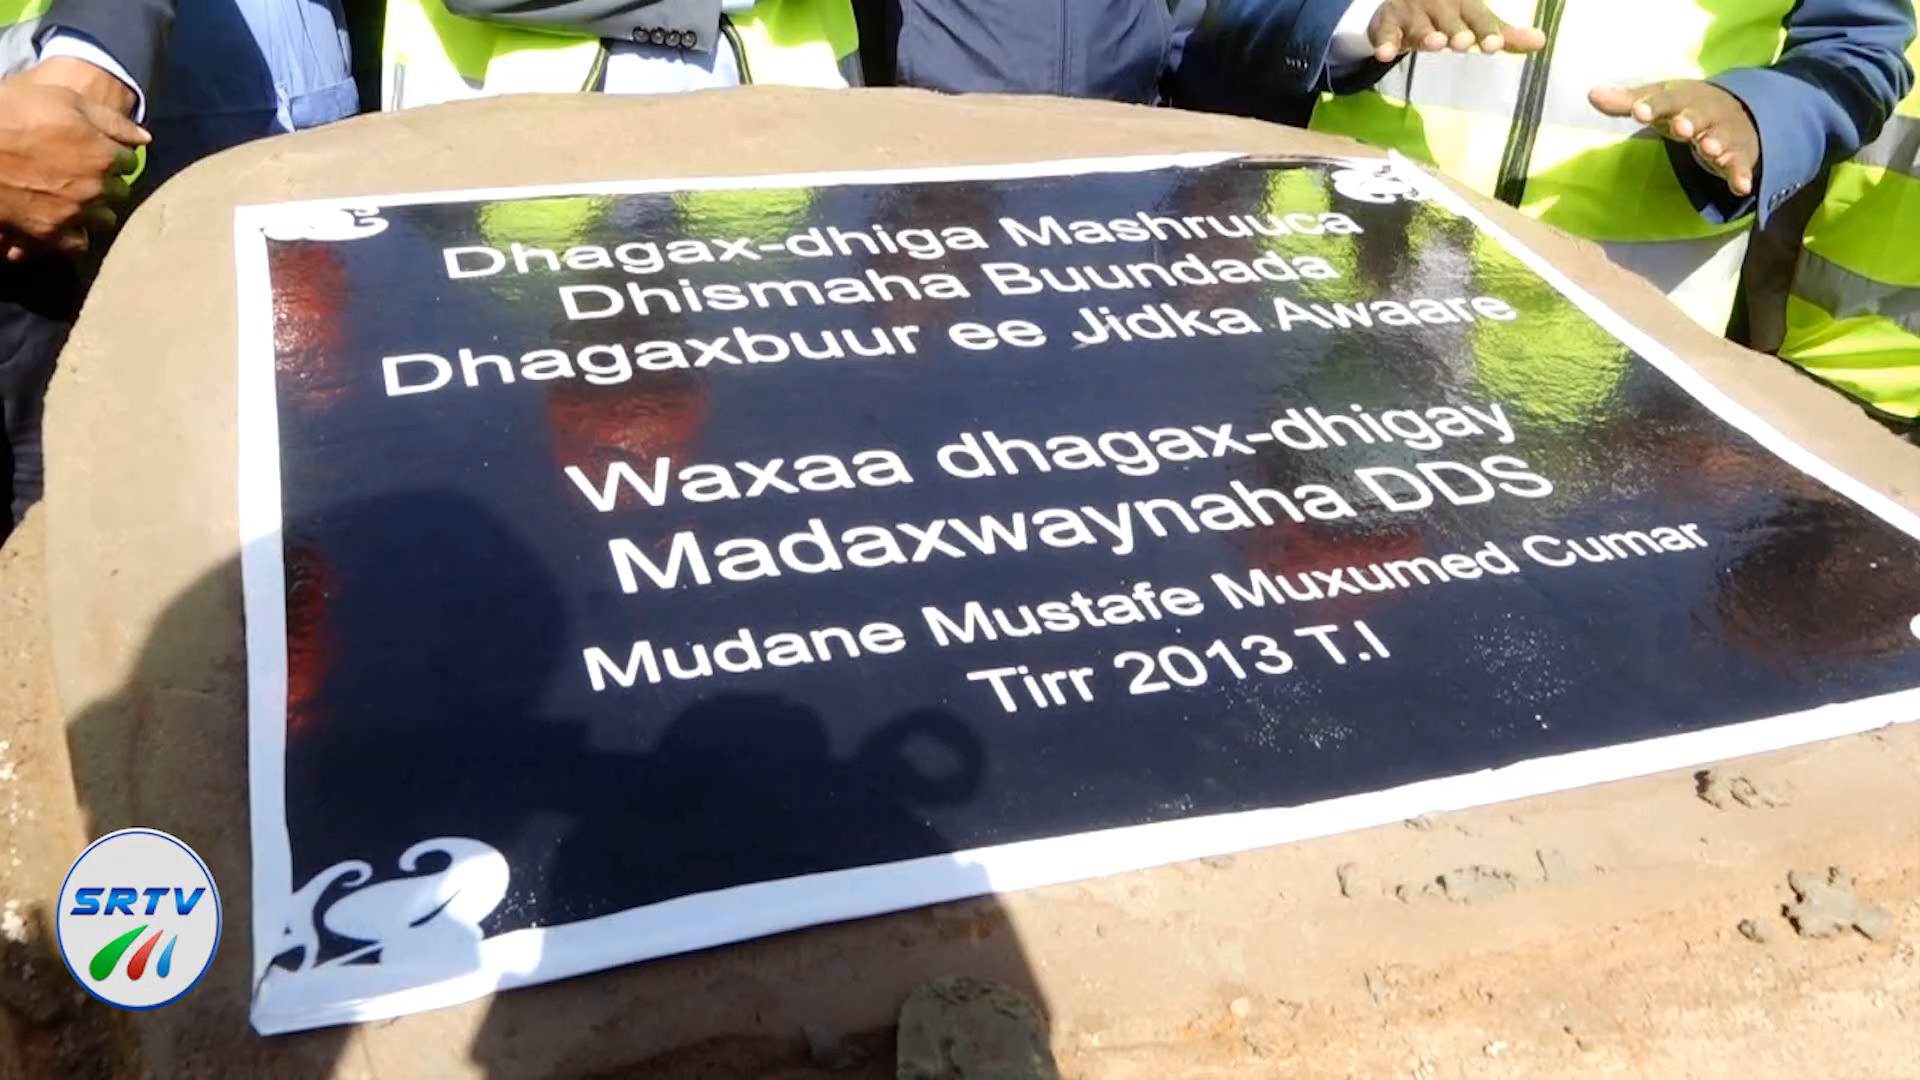 Dhagax-dhiga Mashruuca
Dhismaha Buundada
Dhagaxbuur ee Jidka Awaare
Waxaa dhagax-dhigay
Madaxwaynaha DDS
Mudane Mustafe Muxumed Cumar
Tirr 2013 T.I
SRTV